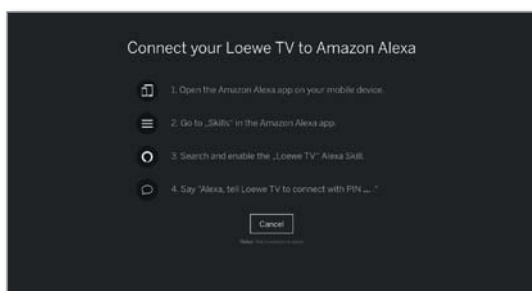 Connect your Loewe TV to Amazon Alexa
1. Open the Amazon Alexa app on your mobile device.
2. Go to „Skills“ in the Amazon Alexa app.
3. Search and enable the „Loewe TV“ Alexa Skill.
4. Say "Alexa, tell Loewe TV to connect with PIN ... ."
Cancel